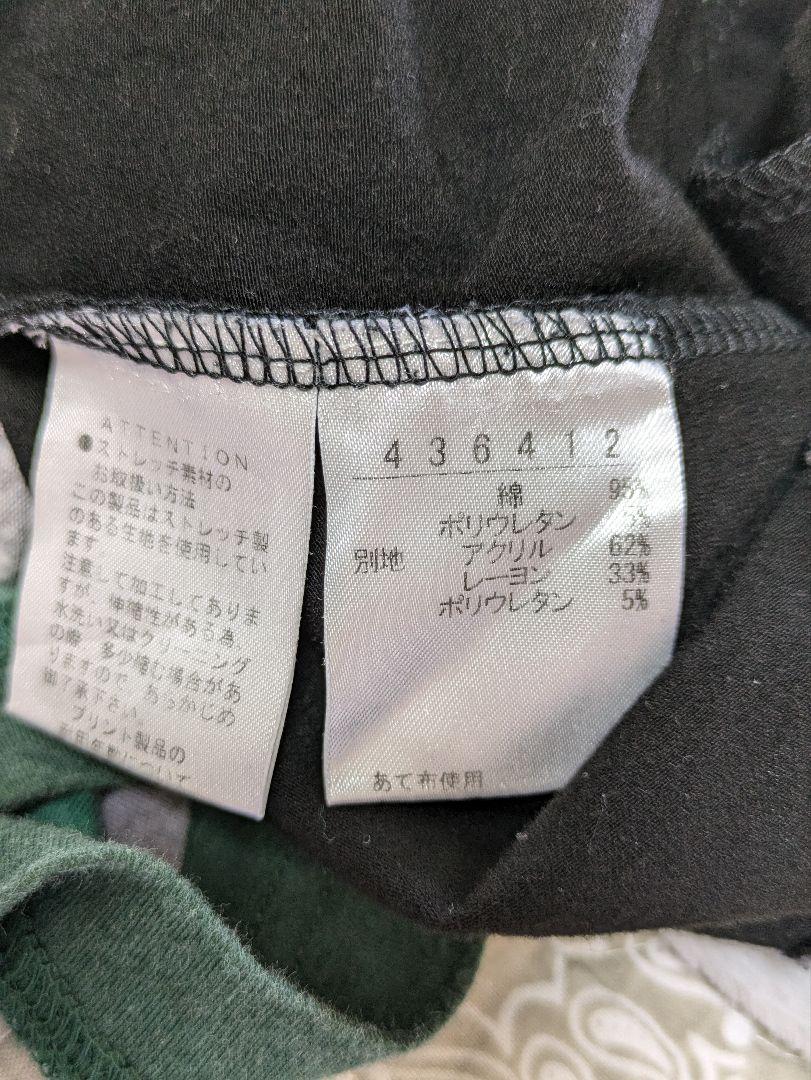 ATTENTION
●ストレッチ素材の
お取扱い方法
この製品はストレッチ製
のある生地を使用してい
ます。
注意して加工してありま
すが、伸縮性がある為、
水洗い又はクリーニング
の際、多少縮む場合があ
りますので、あらかじめ
御了承下さい。
プリント製品の
436412
綿 95%
ポリウレタン 5%
別地 アクリル 62%
レーヨン 33%
ポリウレタン 5%
あて布使用